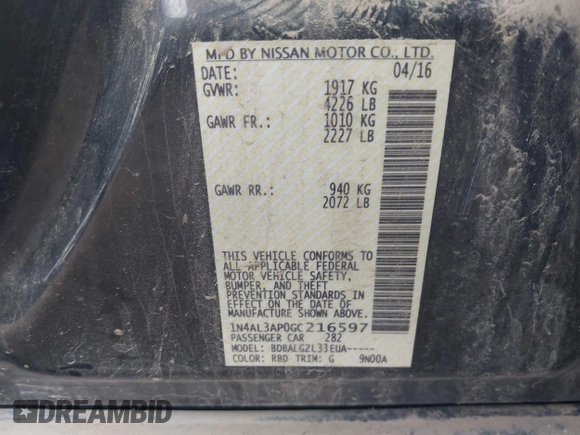 MFD BY NISSAN MOTOR CO., LTD.
DATE: 04/16
GVWR: 1917 KG
4226 LB
GAWR FR.: 1010 KG
2227 LB
GAWR RR.: 940 KG
2072 LB
THIS VEHICLE CONFORMS TO
ALL APPLICABLE FEDERAL
MOTOR VEHICLE SAFETY,
BUMPER, AND THEFT
PREVENTION STANDARDS IN
EFFECT ON THE DATE OF
MANUFACTURE SHOWN ABOVE.
1N4AL3AP0GC216597
PASSENGER CAR 282
MODEL: BDBALGZL33EUA-----
COLOR: RBD TRIM: G 9N00A
DREAMBID